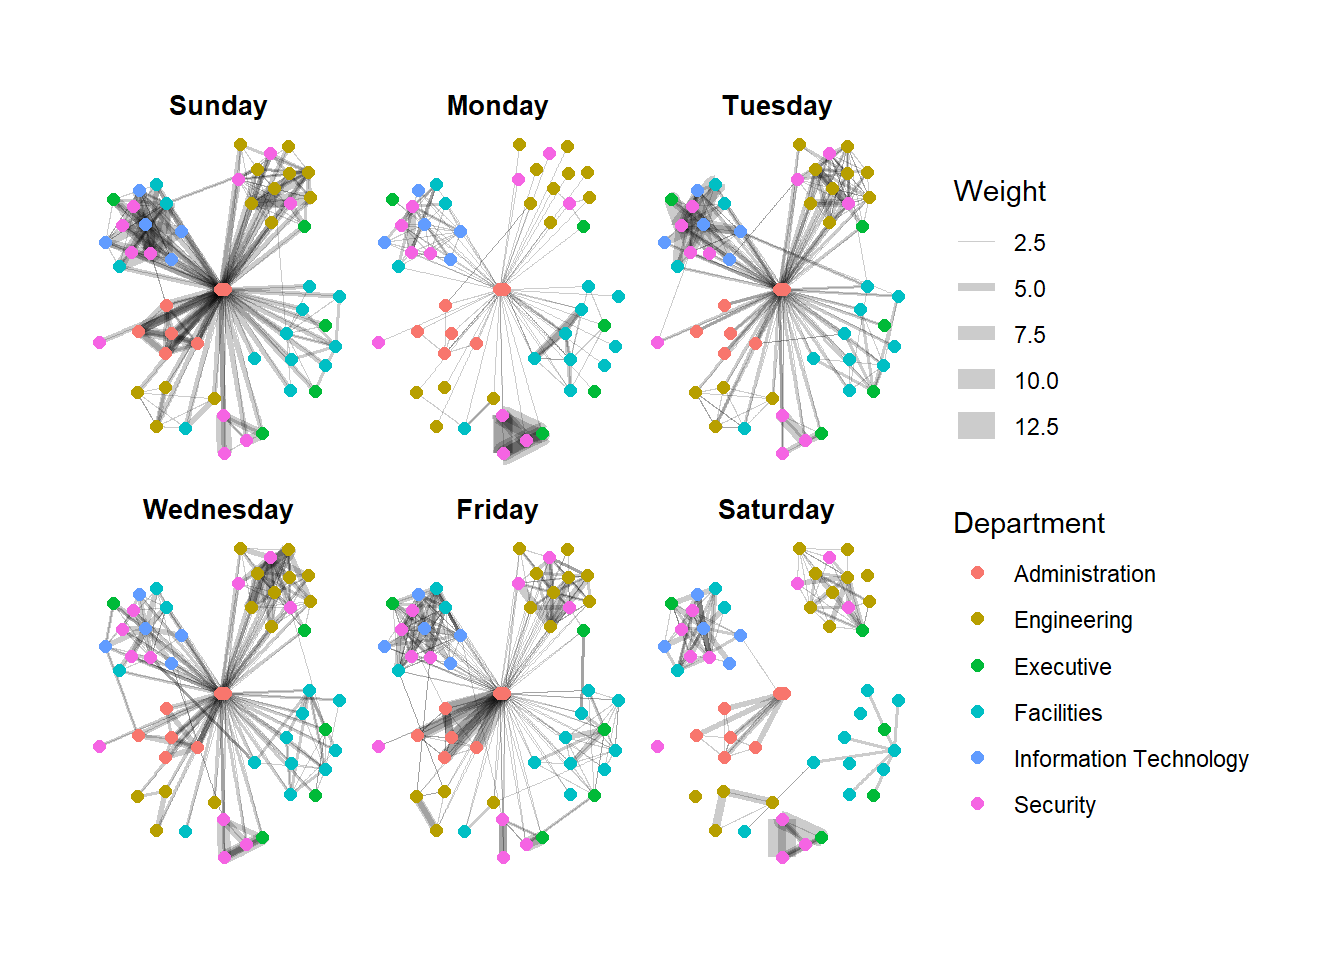 Sunday
Monday
Tuesday
Wednesday
Friday
Saturday
Weight
2.5
5.0
7.5
10.0
12.5
Department
Administration
Engineering
Executive
Facilities
Information Technology
Security